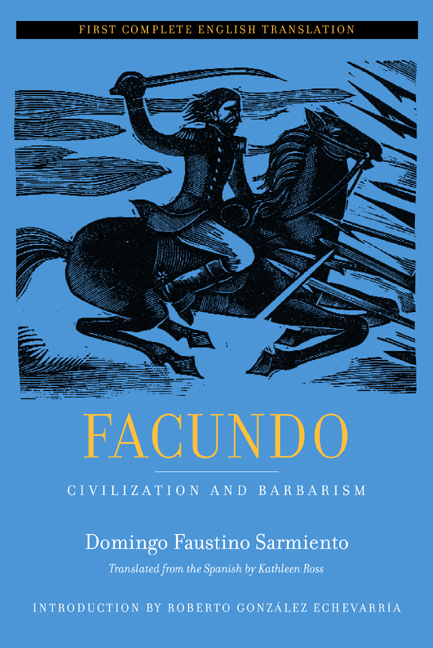 FIRST COMPLETE ENGLISH TRANSLATION
FACUNDO
CIVILIZATION AND BARBARISM
Domingo Faustino Sarmiento
Translated from the Spanish by Kathleen Ross
INTRODUCTION BY ROBERTO GONZÁLEZ ECHEVARRÍA